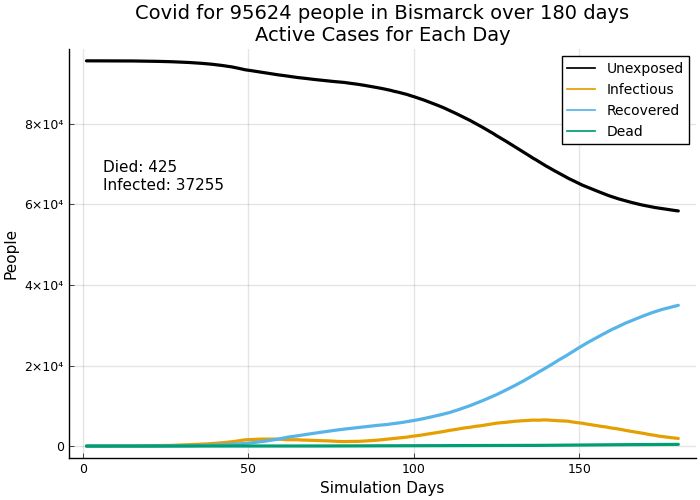 Covid for 95624 people in Bismarck over 180 days
Active Cases for Each Day
Unexposed
Infectious
Recovered
Dead
Died: 425
Infected: 37255
People
8×10⁴
6×10⁴
4×10⁴
2×10⁴
0
0 50 100 150
Simulation Days